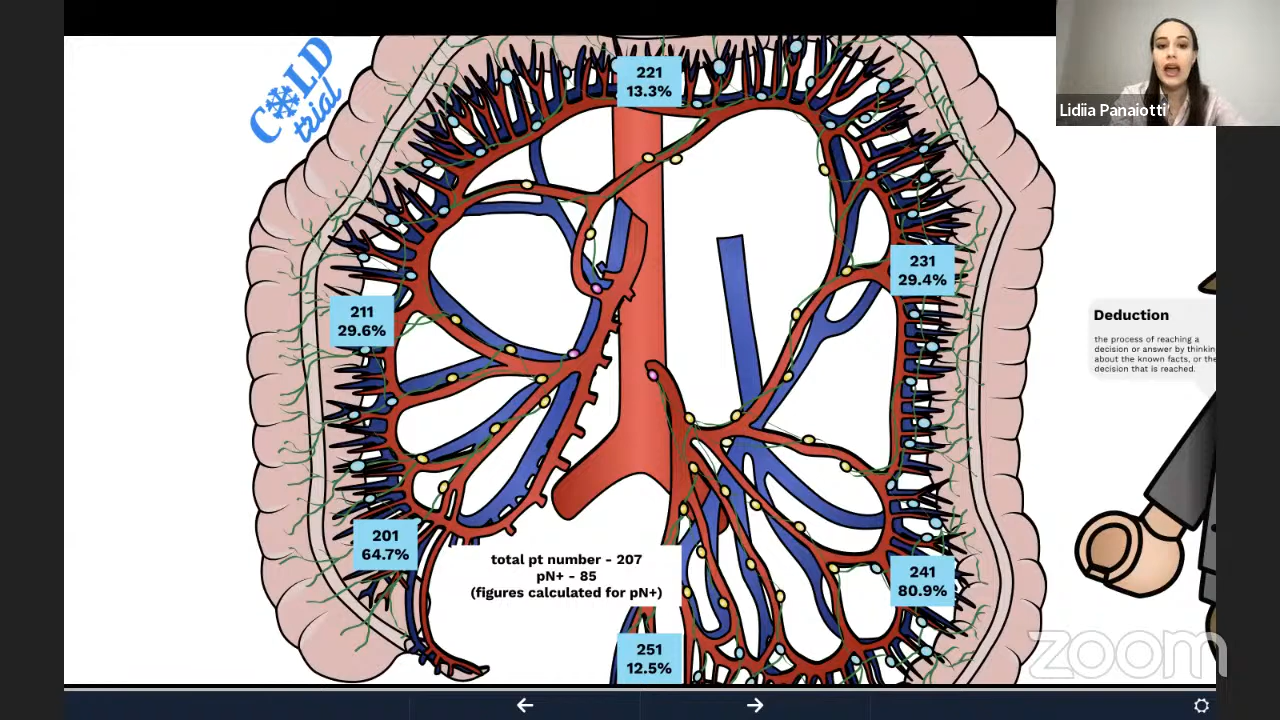 COLD
trial
221
13.3%
Lidiia Panaiotti
231
29.4%
211
29.6%
Deduction
the process of reaching a
decision or answer by thinkin
about the known facts, or the
decision that is reached.
201
64.7%
total pt number - 207
pN+ - 85
(figures calculated for pN+)
241
80.9%
251
12.5%
zoom